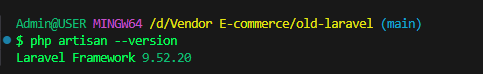 Admin@USER MINGW64 /d/Vendor E-commerce/old-laravel (main)
$ php artisan --version
Laravel Framework 9.52.20